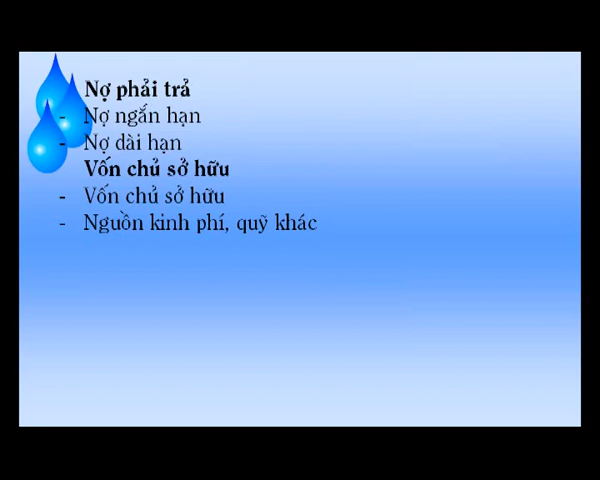 Nợ phải trả
- Nợ ngắn hạn
- Nợ dài hạn
Vốn chủ sở hữu
- Vốn chủ sở hữu
- Nguồn kinh phí, quỹ khác